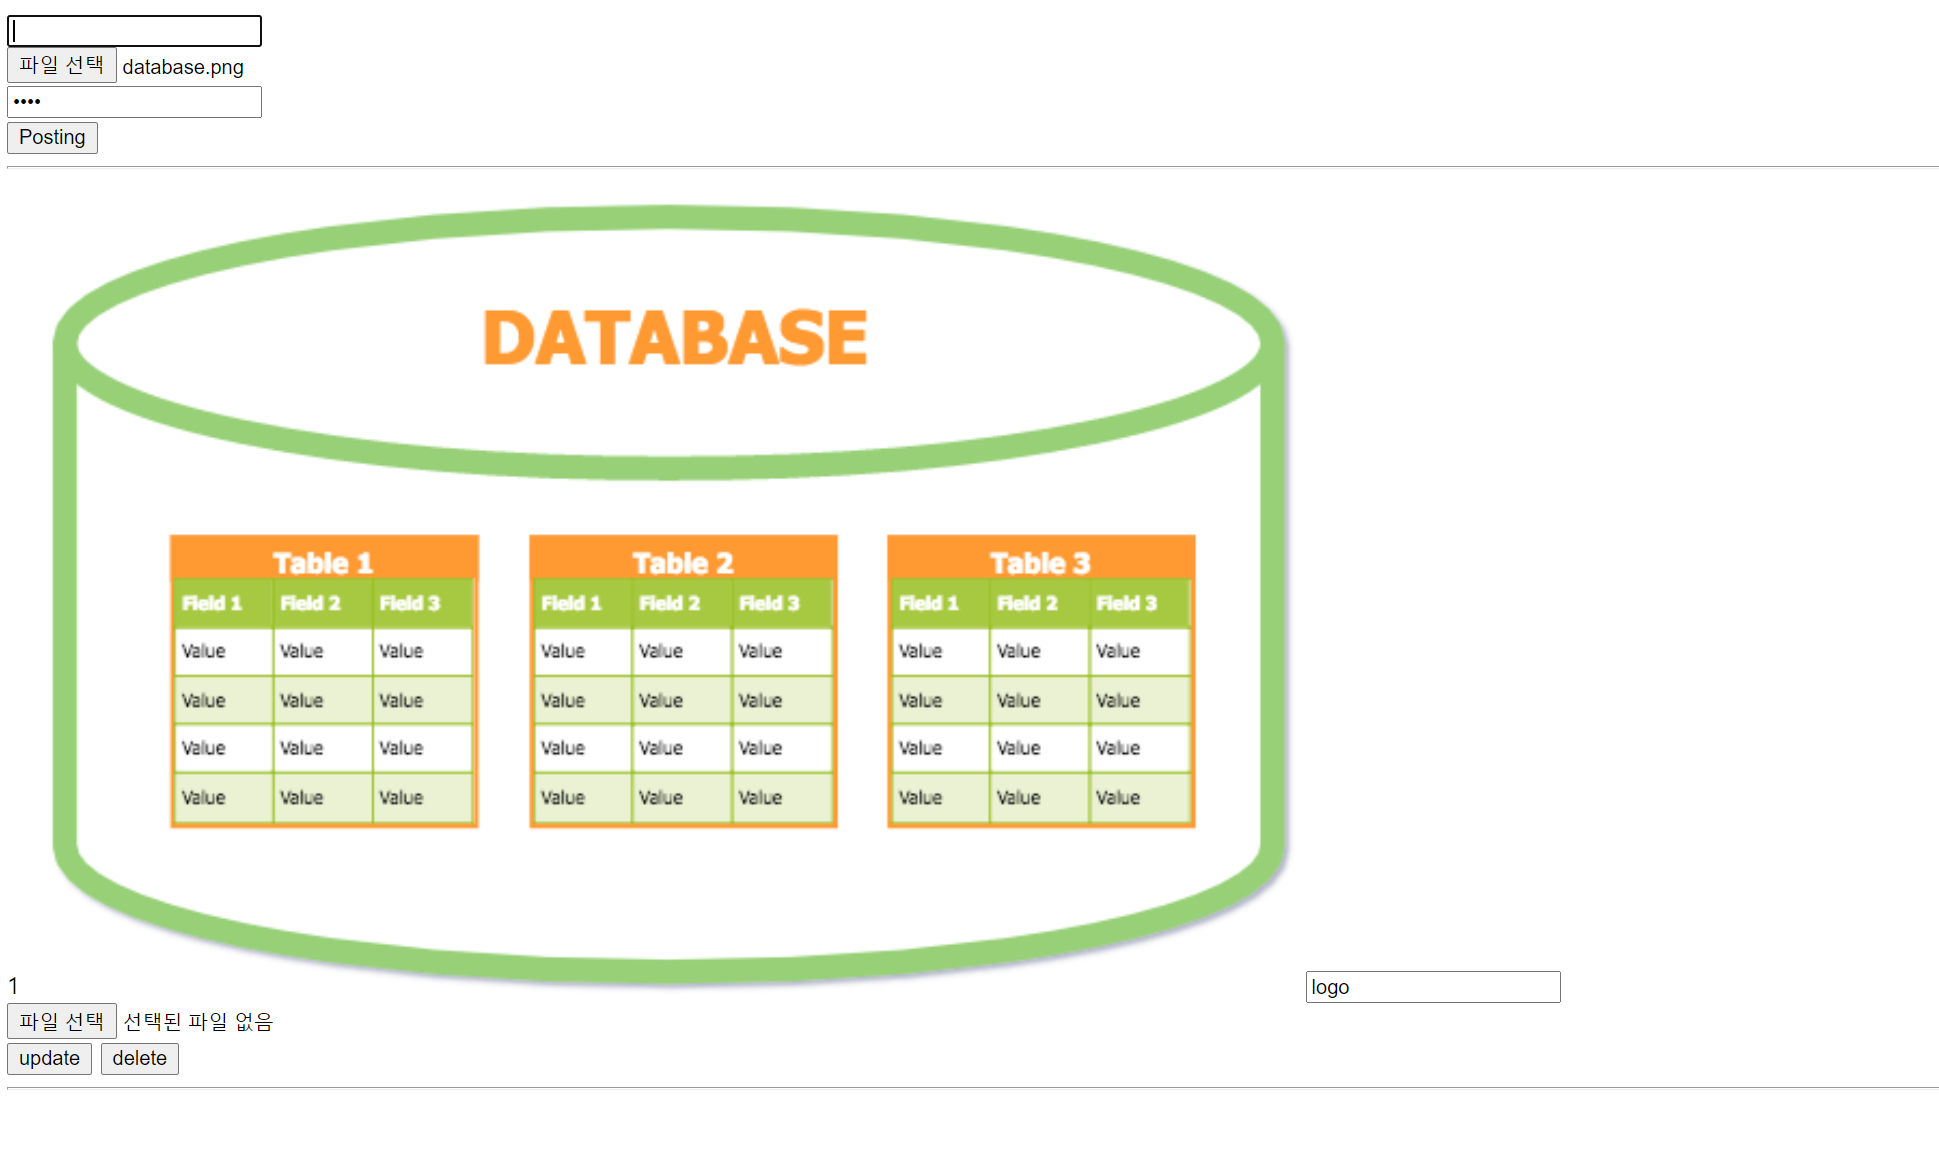 파일 선택 database.png
••••
Posting
DATABASE
Table 1 Table 2 Table 3
Field 1 Field 2 Field 3 Field 1 Field 2 Field 3 Field 1 Field 2 Field 3
Value Value Value Value Value Value Value Value Value
Value Value Value Value Value Value Value Value Value
Value Value Value Value Value Value Value Value Value
Value Value Value Value Value Value Value Value Value
1 logo
파일 선택 선택된 파일 없음
update delete